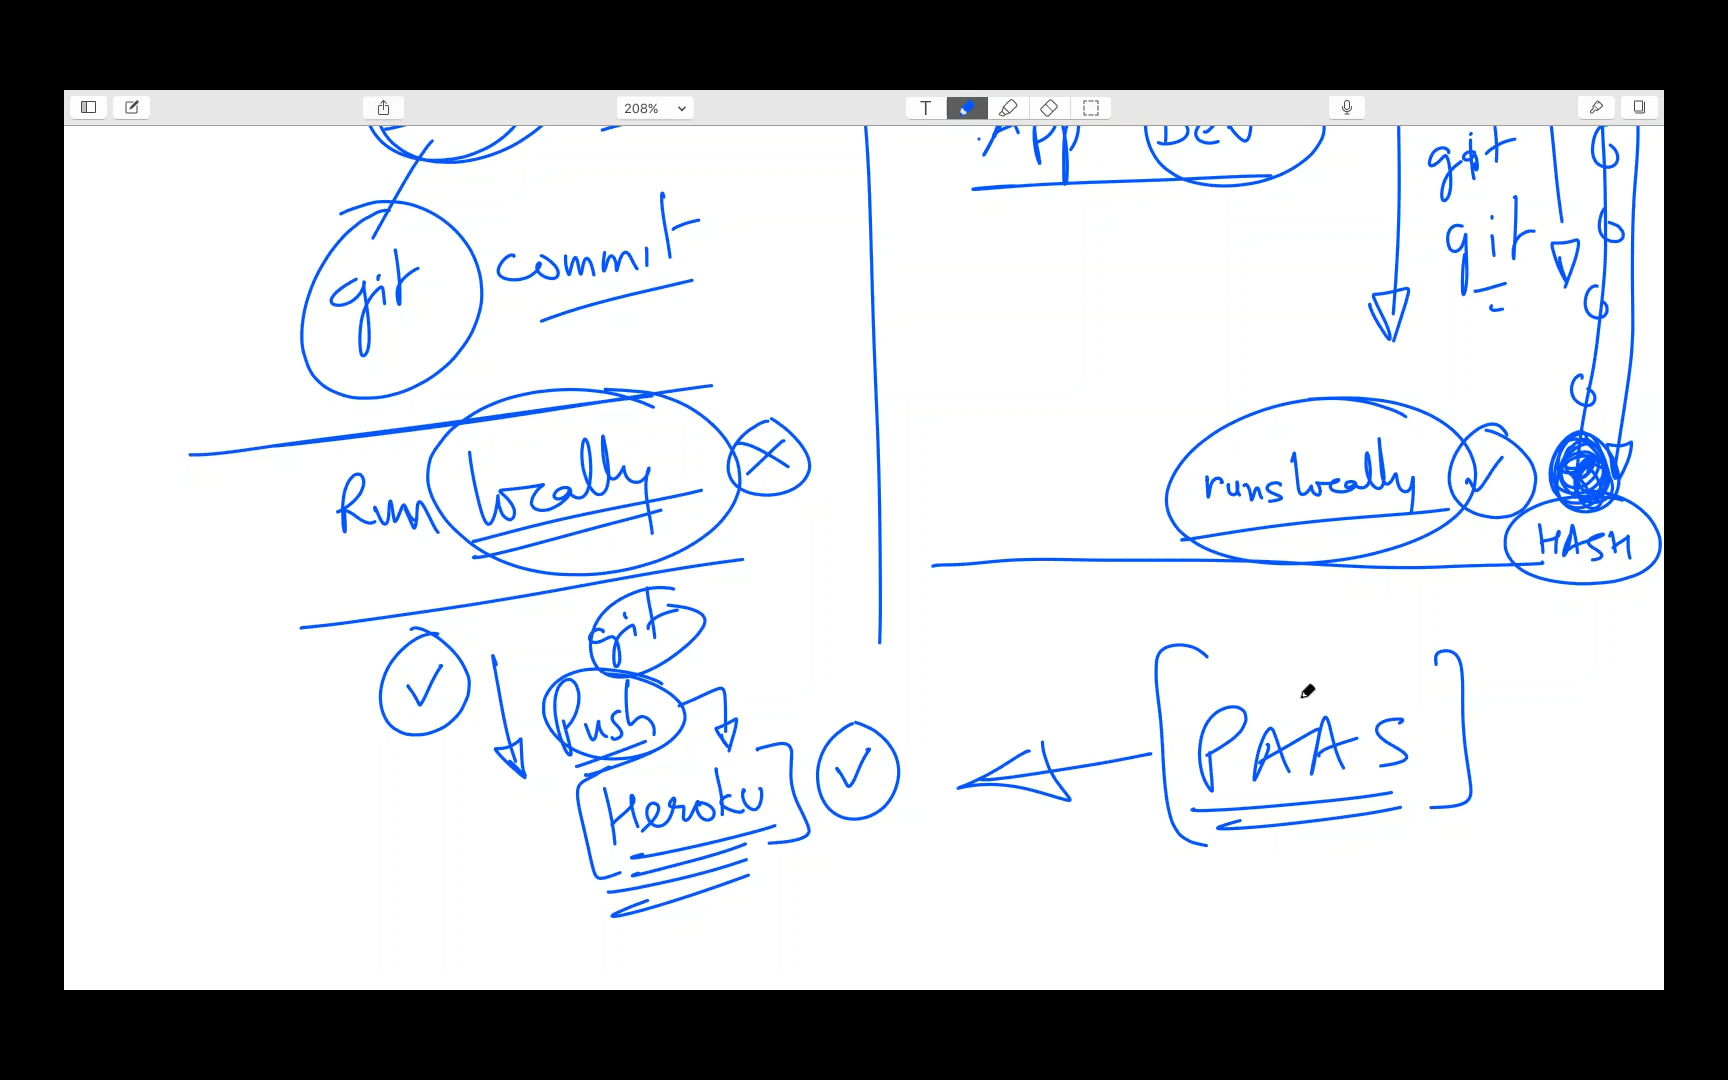 T
208%
App Dev
git
git
git commit
Run locally
runs locally
HASH
git
Push
Heroku
PAAS